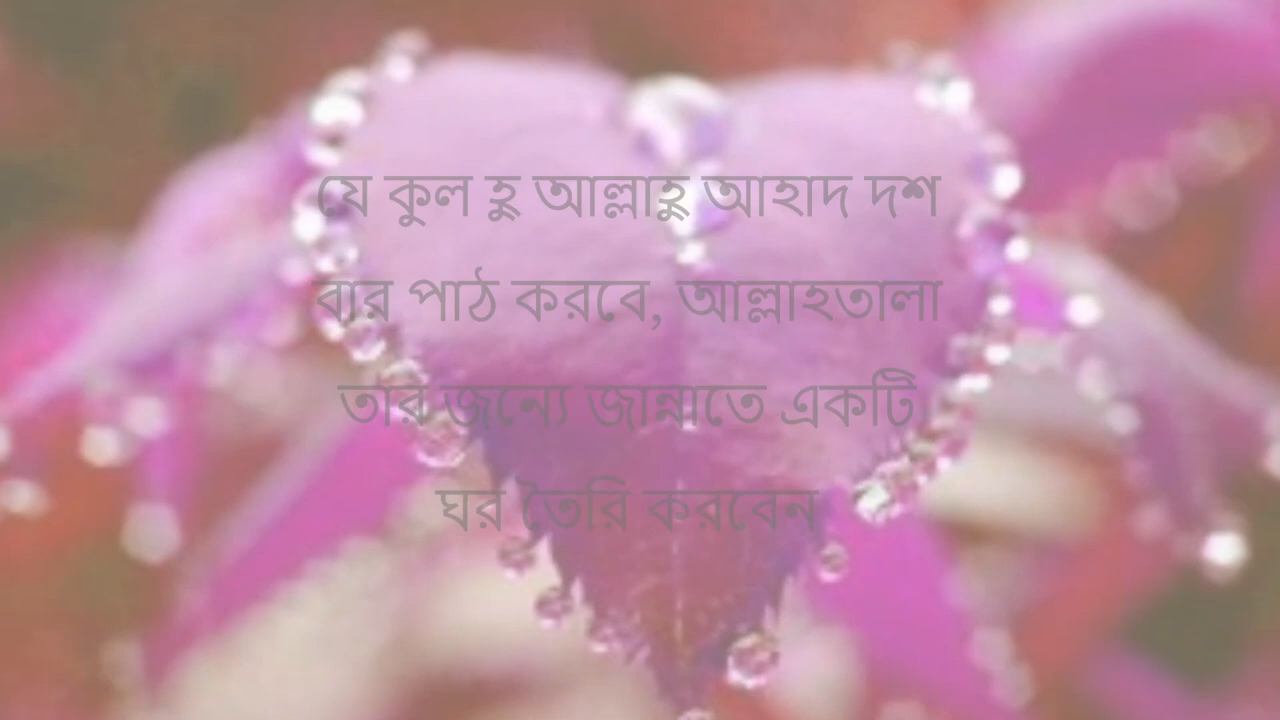 যে কুল হু আল্লাহু আহাদ দশ
বার পাঠ করবে, আল্লাহতালা
তার জন্যে জান্নাতে একটি
ঘর তৈরি করবেন